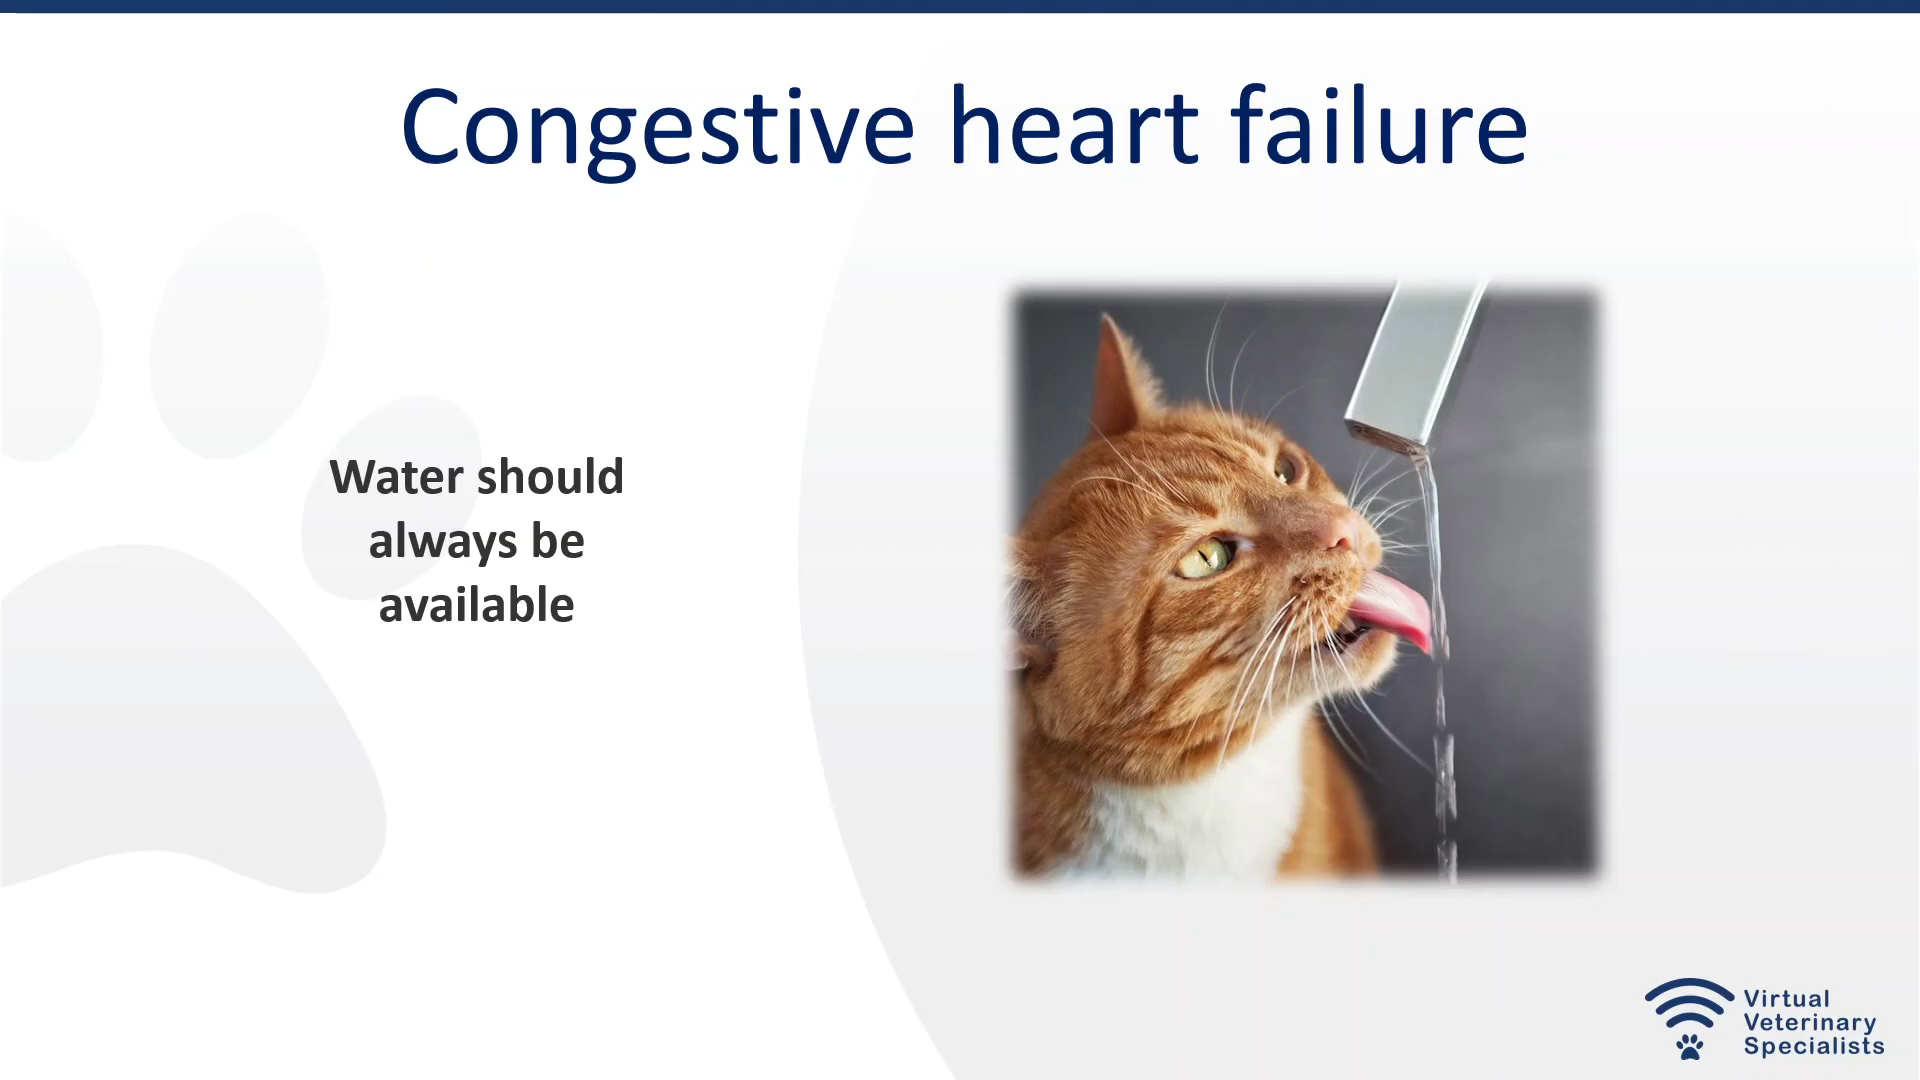 Congestive heart failure
Water should
always be
available
Virtual
Veterinary
Specialists